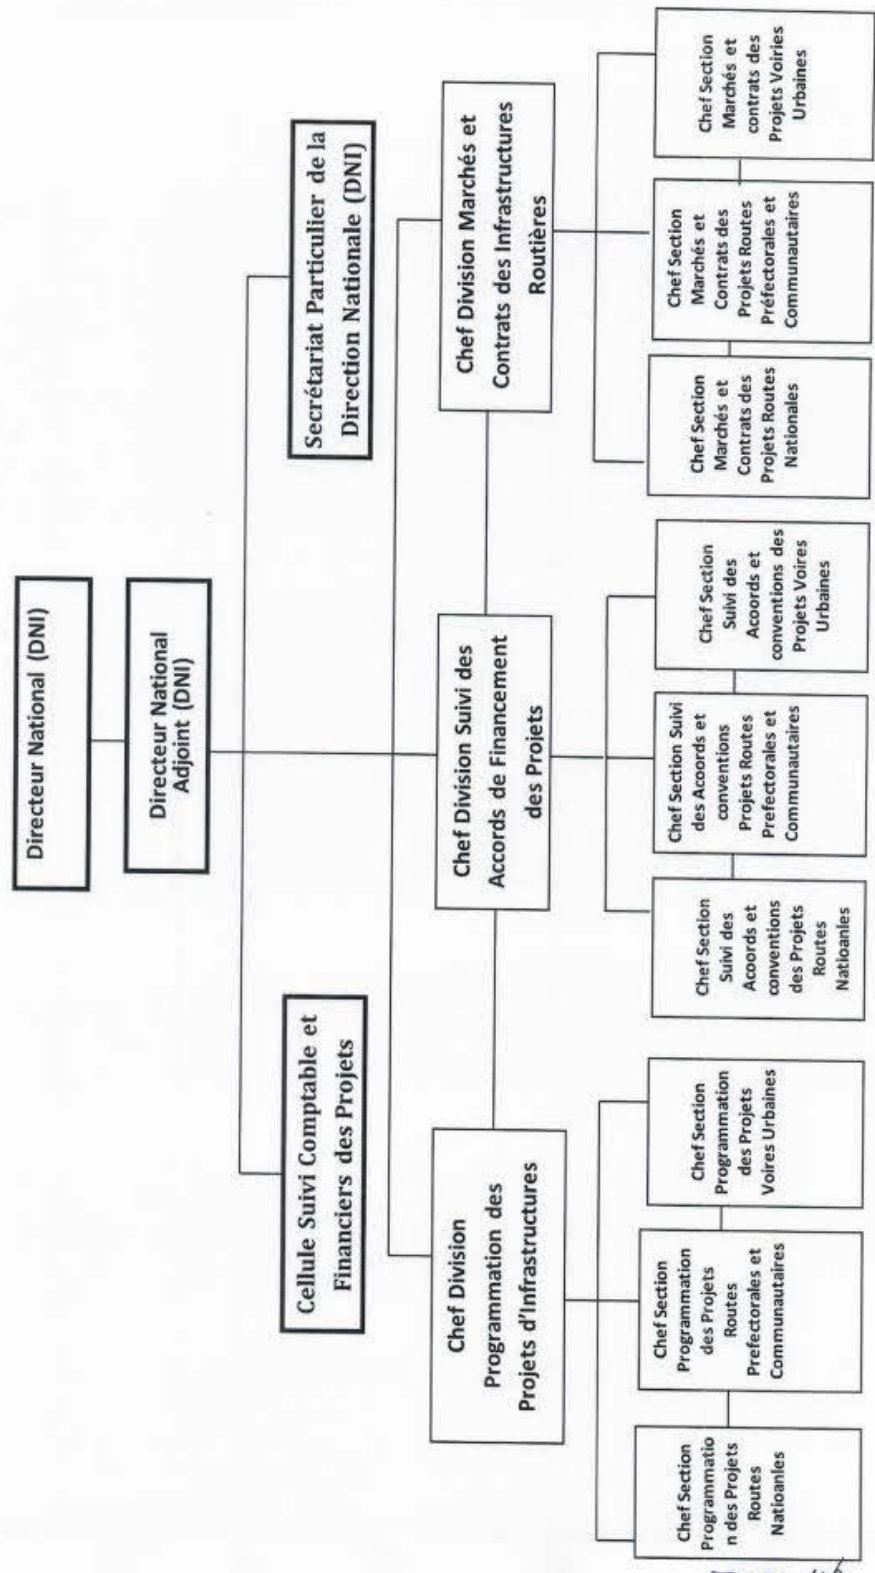 Directeur National (DNI)
Directeur National
Adjoint (DNI)
Cellule Suivi Comptable et
Financiers des Projets
Secrétariat Particulier de la
Direction Nationale (DNI)
Chef Division
Programmation des
Projets d'Infrastructures
Chef Division Suivi des
Accords de Financement
des Projets
Chef Division Marchés et
Contrats des Infrastructures
Routières
Chef Section
Programmatio
n des Projets
Routes
Natioanles
Chef Section
Programmation
des Projets
Routes
Prefectorales et
Communautaires
Chef Section
Programmation
des Projets
Voires Urbaines
Chef Section
Suivi des
Acoords et
conventions
des Projets
Routes
Natioanles
Chef Section Suivi
des Acoords et
conventions
Projets Routes
Prefectorales et
Communautaires
Chef Section
Suivi des
Acoords et
conventions des
Projets Voires
Urbaines
Chef Section
Marchés et
Contrats des
Projets Routes
Nationales
Chef Section
Marchés et
Contrats des
Projets Routes
Préfectorales et
Communautaires
Chef Section
Marchés et
contrats des
Projets Voiries
Urbaines